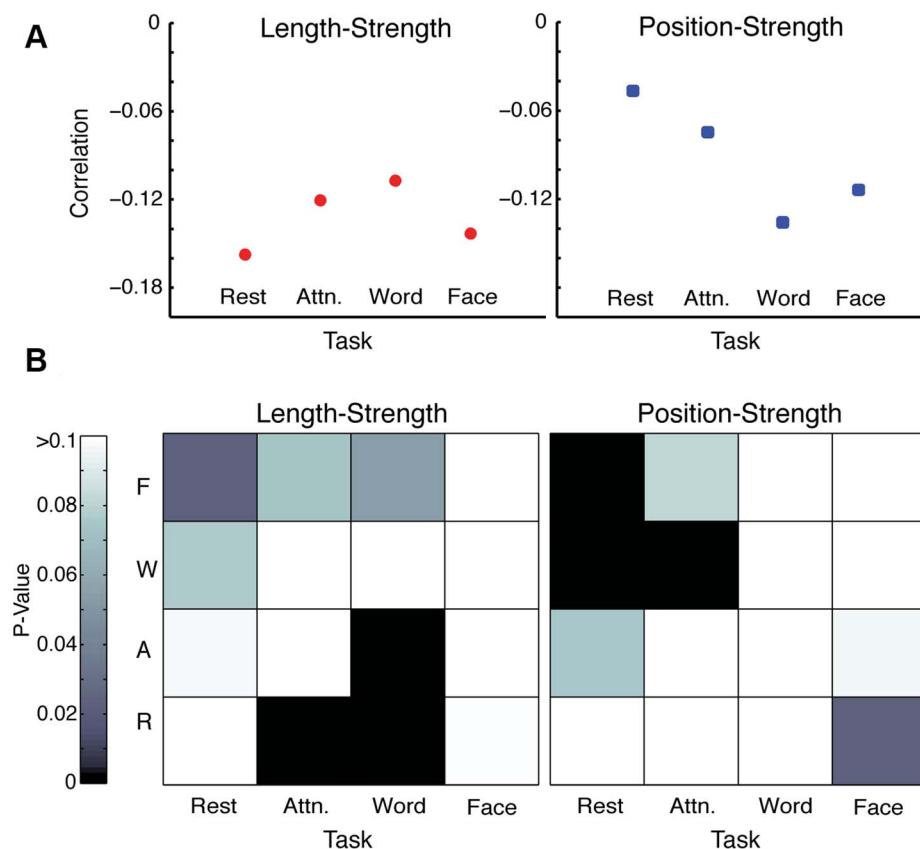 A
Length-Strength
0
−0.06
−0.12
−0.18
Correlation
Rest Attn. Word Face
Task
Position-Strength
0
−0.06
−0.12
Rest Attn. Word Face
Task
B
>0.1
0.08
0.06
0.04
0.02
0
P-Value
Length-Strength
F
W
A
R
Rest Attn. Word Face
Task
Position-Strength
Rest Attn. Word Face
Task